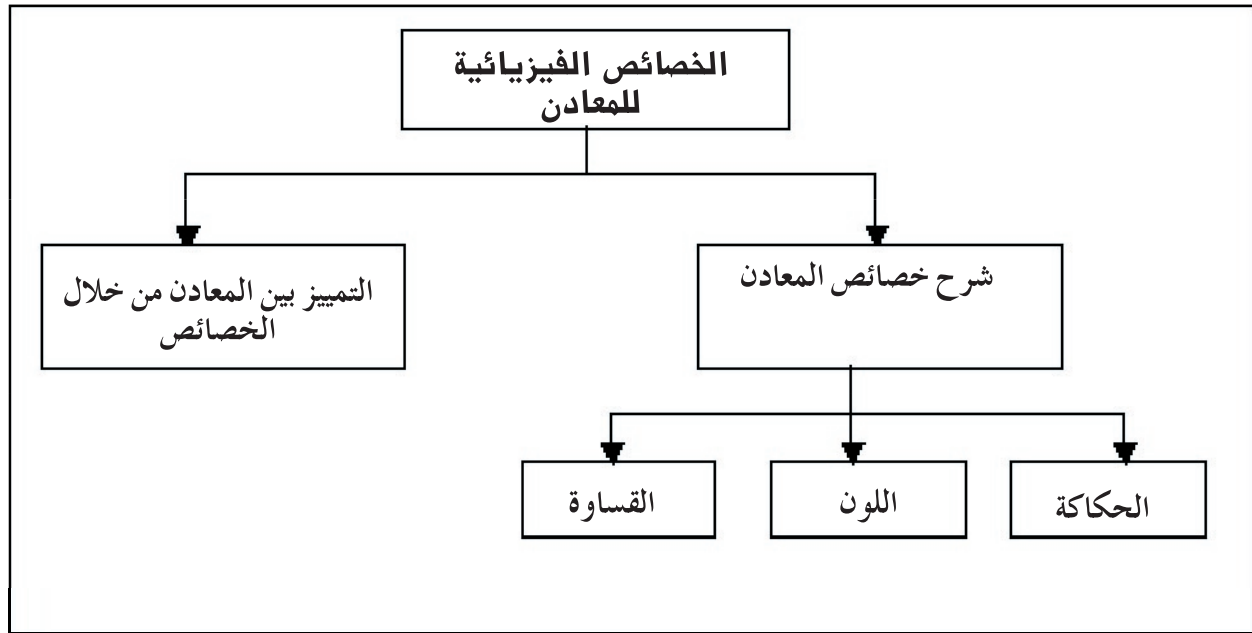 الخصائص الفيزيائية
للمعادن
شرح خصائص المعادن
التمييز بين المعادن من خلال
الخصائص
الحكاكة
اللون
القساوة